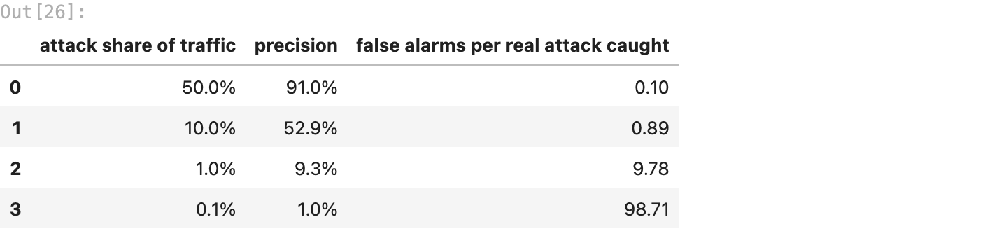 Out[26]:
attack share of traffic precision false alarms per real attack caught
0 50.0% 91.0% 0.10
1 10.0% 52.9% 0.89
2 1.0% 9.3% 9.78
3 0.1% 1.0% 98.71